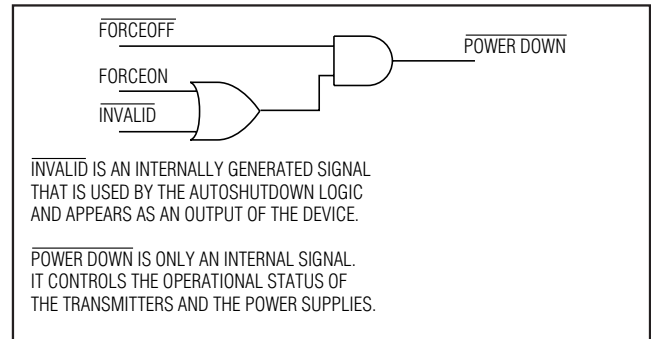 FORCEOFF
POWER DOWN
FORCEON
INVALID
INVALID IS AN INTERNALLY GENERATED SIGNAL
THAT IS USED BY THE AUTOSHUTDOWN LOGIC
AND APPEARS AS AN OUTPUT OF THE DEVICE.
POWER DOWN IS ONLY AN INTERNAL SIGNAL.
IT CONTROLS THE OPERATIONAL STATUS OF
THE TRANSMITTERS AND THE POWER SUPPLIES.